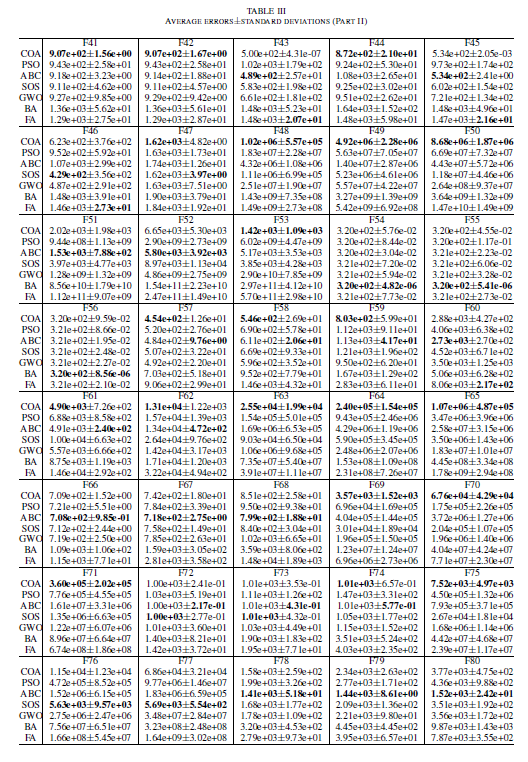 TABLE III
AVERAGE ERRORS±STANDARD DEVIATIONS (PART II)
F41 F42 F43 F44 F45
COA 9.07e+02±1.56e+00 9.07e+02±1.67e+00 5.00e+02±4.31e-07 8.72e+02±2.10e+01 5.34e+02±2.05e-03
PSO 9.43e+02±2.58e+01 9.43e+02±2.58e+01 1.02e+03±1.79e+02 9.24e+02±5.30e+01 9.73e+02±1.74e+02
ABC 9.18e+02±3.23e+00 9.14e+02±1.88e+01 4.89e+02±2.57e+01 1.08e+03±2.65e+01 5.34e+02±2.41e+00
SOS 9.11e+02±4.62e+00 9.11e+02±4.57e+00 5.83e+02±1.98e+02 9.25e+02±3.02e+01 6.02e+02±1.54e+02
GWO 9.27e+02±9.85e+00 9.29e+02±9.42e+00 6.61e+02±1.81e+02 9.51e+02±2.62e+01 7.21e+02±1.34e+02
BA 1.36e+03±5.62e+01 1.36e+03±5.61e+01 1.48e+03±5.23e+01 1.64e+03±1.52e+02 1.48e+03±4.96e+01
FA 1.29e+03±2.75e+01 1.29e+03±2.87e+01 1.48e+03±2.07e+01 1.48e+03±5.98e+01 1.47e+03±2.16e+01
F46 F47 F48 F49 F50
COA 6.23e+02±3.76e+02 1.62e+03±4.82e+00 1.02e+06±5.57e+05 4.92e+06±2.28e+06 8.68e+06±1.87e+06
PSO 9.52e+02±5.92e+01 1.63e+03±1.73e+01 1.83e+07±2.28e+07 5.63e+07±7.05e+07 6.69e+07±7.32e+07
ABC 1.07e+03±2.99e+02 1.74e+03±1.26e+01 4.32e+06±1.08e+06 1.40e+07±2.87e+06 4.43e+07±5.72e+06
SOS 4.29e+02±3.56e+02 1.62e+03±3.97e+00 1.11e+06±6.99e+05 5.23e+06±4.61e+06 1.18e+07±4.46e+06
GWO 4.87e+02±2.91e+02 1.63e+03±7.51e+00 2.51e+07±1.90e+07 5.57e+07±4.22e+07 2.64e+08±9.37e+07
BA 1.48e+03±3.91e+01 1.90e+03±3.79e+01 1.43e+09±7.35e+08 3.27e+09±1.39e+09 3.64e+09±1.32e+09
FA 1.46e+03±2.73e+01 1.84e+03±1.92e+01 1.49e+09±2.73e+08 5.42e+09±6.92e+08 1.47e+10±1.49e+09
F51 F52 F53 F54 F55
COA 2.02e+03±1.98e+03 6.65e+03±5.30e+03 1.42e+03±1.09e+03 3.20e+02±5.76e-02 3.20e+02±4.55e-02
PSO 9.44e+08±1.13e+09 2.90e+09±2.73e+09 6.02e+09±4.47e+09 3.20e+02±8.44e-02 3.20e+02±1.17e-01
ABC 1.53e+03±7.88e+02 5.80e+03±3.92e+03 5.17e+03±3.53e+03 3.20e+02±3.04e-02 3.21e+02±2.23e-02
SOS 3.97e+03±4.77e+03 8.97e+03±1.13e+04 3.85e+03±4.28e+03 3.21e+02±7.20e-02 3.21e+02±6.06e-02
GWO 1.28e+09±1.32e+09 4.86e+09±2.75e+09 2.90e+10±7.85e+09 3.21e+02±5.94e-02 3.21e+02±3.28e-02
BA 8.56e+10±1.79e+10 1.54e+11±2.23e+10 2.97e+11±4.12e+10 3.20e+02±4.82e-06 3.20e+02±5.41e-06
FA 1.12e+11±9.07e+09 2.47e+11±1.49e+10 5.70e+11±2.98e+10 3.21e+02±7.73e-02 3.21e+02±2.73e-02
F56 F57 F58 F59 F60
COA 3.20e+02±9.59e-02 4.54e+02±1.26e+01 5.46e+02±2.69e+01 8.03e+02±5.99e+01 2.88e+03±4.27e+02
PSO 3.21e+02±8.66e-02 5.20e+02±2.76e+01 6.90e+02±5.78e+01 1.12e+03±9.11e+01 4.06e+03±6.38e+02
ABC 3.21e+02±1.95e-02 4.84e+02±9.76e+00 6.11e+02±2.06e+01 1.13e+03±4.17e+01 2.73e+03±2.70e+02
SOS 3.21e+02±2.48e-02 5.07e+02±3.22e+01 6.69e+02±9.33e+01 1.21e+03±1.96e+02 4.52e+03±6.71e+02
GWO 3.21e+02±2.27e-02 4.92e+02±2.20e+01 5.96e+02±3.52e+01 9.50e+02±6.20e+01 3.50e+03±1.25e+03
BA 3.20e+02±8.56e-06 7.03e+02±5.18e+01 9.52e+02±7.79e+01 1.67e+03±1.29e+02 5.06e+03±6.28e+02
FA 3.21e+02±2.10e-02 9.06e+02±2.99e+01 1.46e+03±4.32e+01 2.83e+03±6.11e+01 8.06e+03±2.17e+02
F61 F62 F63 F64 F65
COA 4.90e+03±7.26e+02 1.31e+04±1.22e+03 2.55e+04±1.99e+04 2.40e+05±1.54e+05 1.07e+06±4.87e+05
PSO 6.88e+03±8.58e+02 1.57e+04±1.39e+03 1.54e+05±5.01e+05 9.43e+05±2.46e+06 3.47e+06±3.96e+06
ABC 4.91e+03±2.40e+02 1.34e+04±4.72e+02 1.69e+06±6.53e+05 4.29e+06±1.19e+06 2.58e+07±3.15e+06
SOS 1.00e+04±6.63e+02 2.64e+04±9.76e+02 9.03e+04±6.50e+04 5.90e+05±3.45e+05 3.50e+06±1.43e+06
GWO 5.57e+03±6.66e+02 1.42e+04±3.17e+03 1.06e+06±9.68e+05 2.48e+06±2.07e+06 1.83e+07±1.01e+07
BA 8.75e+03±1.19e+03 1.71e+04±1.20e+03 7.35e+07±5.40e+07 1.53e+08±1.09e+08 4.45e+08±3.34e+08
FA 1.46e+04±2.92e+02 3.22e+04±4.94e+02 3.91e+07±1.11e+07 2.31e+08±7.26e+07 1.78e+09±2.94e+08
F66 F67 F68 F69 F70
COA 7.09e+02±1.52e+00 7.42e+02±1.80e+01 8.51e+02±2.58e+01 3.57e+03±1.52e+03 6.76e+04±4.29e+04
PSO 7.21e+02±5.51e+00 7.84e+02±3.39e+01 9.50e+02±9.38e+01 6.96e+04±1.69e+05 1.75e+05±2.26e+05
ABC 7.08e+02±9.85e-01 7.18e+02±2.75e+00 7.99e+02±1.88e+01 4.04e+05±1.44e+05 3.72e+06±1.27e+06
SOS 7.12e+02±2.44e+00 7.58e+02±1.49e+01 8.40e+02±3.04e+01 3.01e+04±1.89e+04 2.04e+05±1.07e+05
GWO 7.19e+02±2.50e+00 7.85e+02±2.63e+01 1.02e+03±6.65e+01 1.96e+05±1.50e+05 1.96e+06±1.40e+06
BA 1.09e+03±1.06e+02 1.59e+03±3.05e+02 3.59e+03±8.06e+02 1.23e+07±1.24e+07 4.04e+07±4.24e+07
FA 1.15e+03±7.71e+01 2.81e+03±3.58e+02 1.48e+04±1.89e+03 6.96e+06±2.73e+06 7.71e+07±2.30e+07
F71 F72 F73 F74 F75
COA 3.60e+05±2.02e+05 1.00e+03±2.41e-01 1.01e+03±3.53e-01 1.01e+03±6.57e-01 7.52e+03±4.97e+03
PSO 7.76e+05±4.55e+05 1.03e+03±5.19e+01 1.11e+03±1.26e+02 1.47e+03±3.31e+02 4.50e+05±1.32e+06
ABC 1.61e+07±3.31e+06 1.00e+03±2.17e-01 1.01e+03±4.31e-01 1.01e+03±5.77e-01 7.93e+05±3.71e+05
SOS 1.35e+06±6.63e+05 1.00e+03±2.77e-01 1.01e+03±4.32e-01 1.05e+03±1.77e+02 2.67e+04±1.81e+04
GWO 1.22e+07±6.07e+06 1.01e+03±3.60e+01 1.03e+03±4.49e+01 1.15e+03±1.52e+02 1.68e+06±1.14e+06
BA 8.96e+07±6.64e+07 1.40e+03±8.21e+01 1.90e+03±1.83e+02 3.51e+03±5.24e+02 4.42e+07±4.68e+07
FA 6.74e+08±1.86e+08 1.42e+03±3.72e+01 1.95e+03±7.71e+01 4.03e+03±2.35e+02 2.39e+07±1.17e+07
F76 F77 F78 F79 F80
COA 1.15e+04±1.23e+04 6.86e+04±3.21e+04 1.58e+03±2.59e+02 2.34e+03±2.63e+02 3.77e+03±4.75e+02
PSO 4.72e+05±8.52e+05 9.77e+05±1.46e+07 1.99e+03±3.26e+02 2.77e+03±1.71e+02 4.36e+03±9.88e+02
ABC 1.52e+06±6.15e+05 1.83e+06±6.59e+05 1.41e+03±5.18e+01 1.44e+03±8.61e+00 1.52e+03±2.42e+01
SOS 5.63e+03±9.57e+03 5.69e+03±5.54e+02 1.68e+03±1.77e+02 2.09e+03±1.36e+02 3.51e+03±1.92e+02
GWO 2.75e+06±2.47e+06 3.48e+07±2.84e+07 1.78e+03±1.09e+02 2.21e+03±9.80e+01 3.56e+03±1.72e+02
BA 7.56e+07±6.51e+07 3.23e+08±2.48e+08 3.20e+03±4.53e+02 4.45e+03±4.45e+02 9.87e+03±1.43e+03
FA 1.66e+08±5.45e+07 1.64e+09±3.02e+08 2.79e+03±9.73e+01 3.95e+03±6.57e+01 7.87e+03±3.55e+02